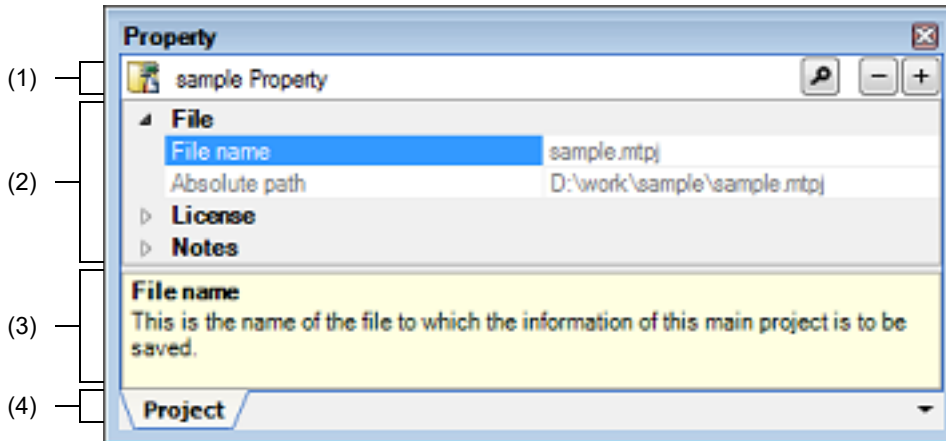 Property
(1)
sample Property
(2)
File
File name sample.mtpj
Absolute path D:\work\sample\sample.mtpj
License
Notes
(3)
File name
This is the name of the file to which the information of this main project is to be
saved.
(4)
Project